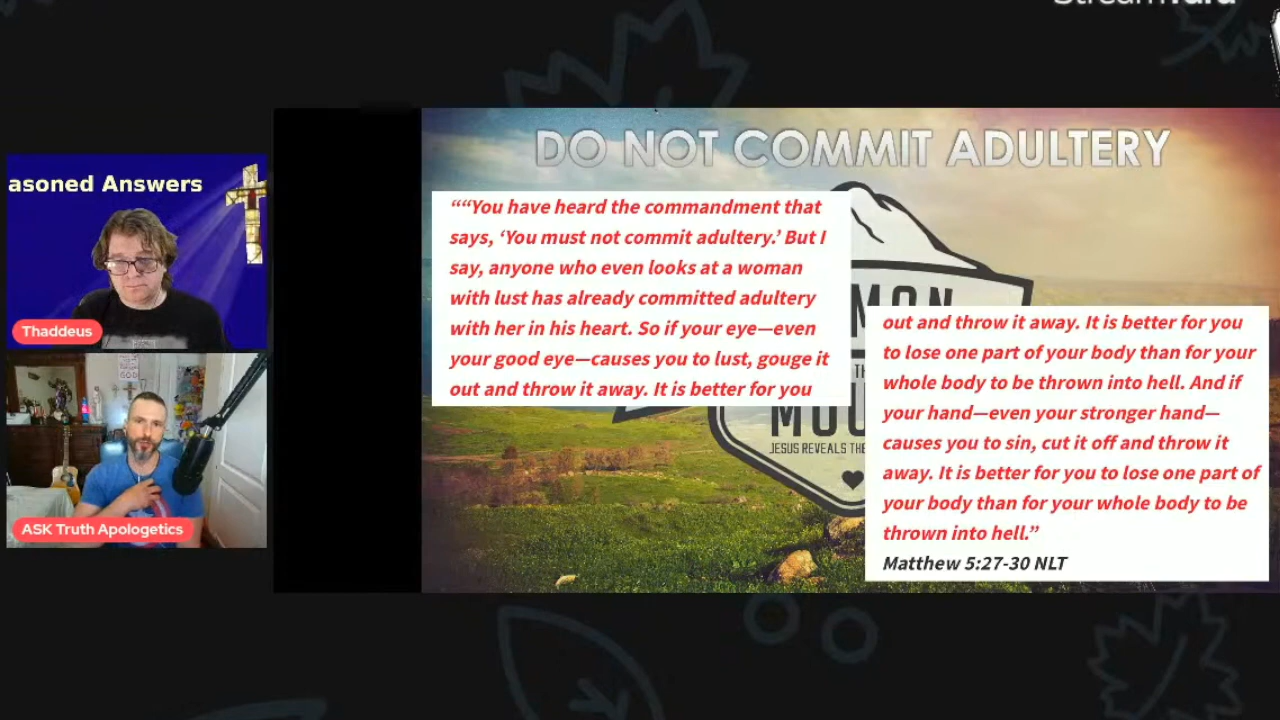 StreamYard
asoned Answers
Thaddeus
ASK Truth Apologetics
DO NOT COMMIT ADULTERY
““You have heard the commandment that
says, ‘You must not commit adultery.’ But I
say, anyone who even looks at a woman
with lust has already committed adultery
with her in his heart. So if your eye—even
your good eye—causes you to lust, gouge it
out and throw it away. It is better for you
out and throw it away. It is better for you
to lose one part of your body than for your
whole body to be thrown into hell. And if
your hand—even your stronger hand—
causes you to sin, cut it off and throw it
away. It is better for you to lose one part of
your body than for your whole body to be
thrown into hell.”
Matthew 5:27-30 NLT
MON
TH
MOU
JESUS REVEALS THE